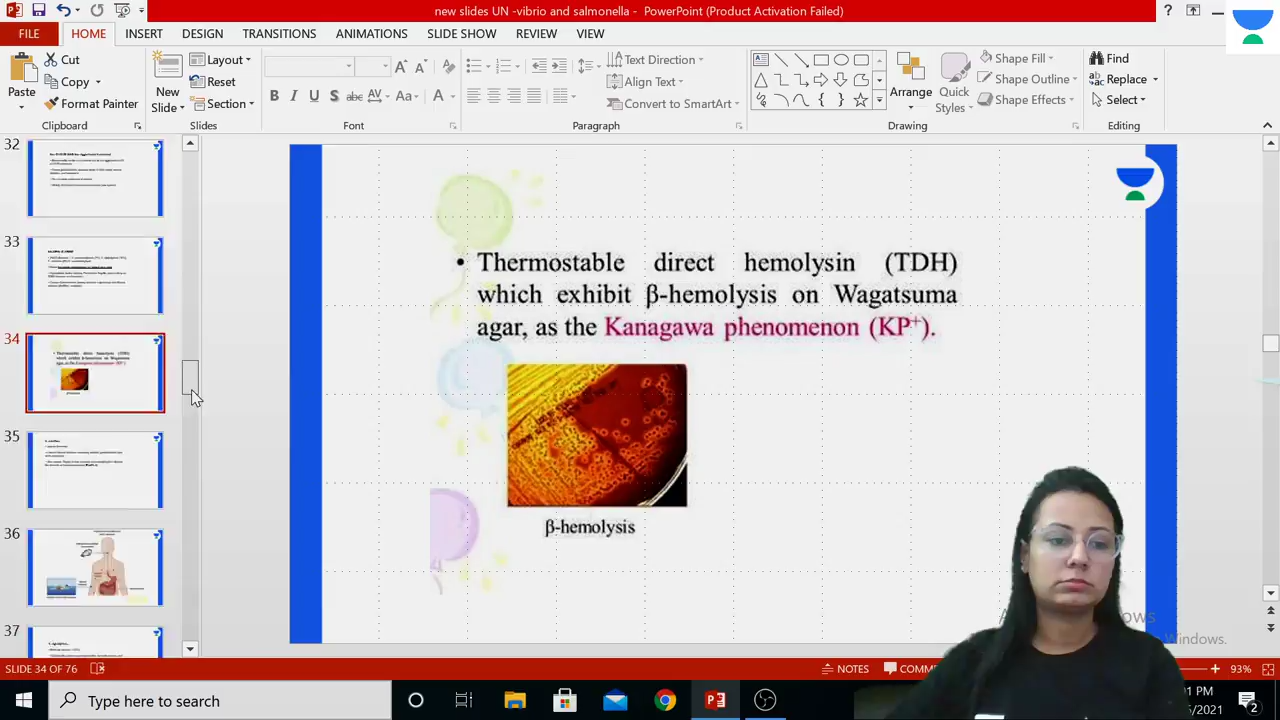 new slides UN -vibrio and salmonella - PowerPoint (Product Activation Failed)
FILE
HOME
INSERT
DESIGN
TRANSITIONS
ANIMATIONS
SLIDE SHOW
REVIEW
VIEW
Paste
Cut
Copy
Format Painter
Clipboard
New
Slide
Layout
Reset
Section
Slides
B I U S abc AV Aa A
Font
Text Direction
Align Text
Convert to SmartArt
Paragraph
Arrange
Quick
Styles
Shape Fill
Shape Outline
Shape Effects
Drawing
Find
Replace
Select
Editing
32
33
34
35
36
37
• Thermostable direct hemolysin (TDH)
which exhibit β-hemolysis on Wagatsuma
agar, as the Kanagawa phenomenon (KP⁺).
β-hemolysis
SLIDE 34 OF 76
NOTES
93%
Type here to search
2